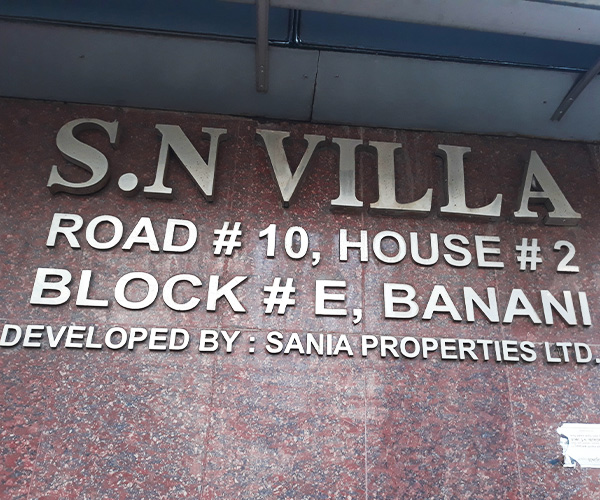 S.N VILLA
ROAD # 10, HOUSE # 2
BLOCK # E, BANANI
DEVELOPED BY : SANIA PROPERTIES LTD.